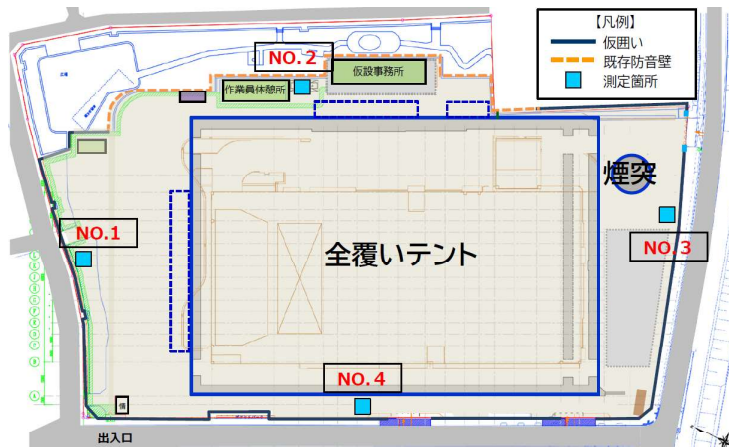 【凡例】
仮囲い
既存防音壁
測定箇所
NO.2
仮設事務所
作業員休憩所
煙突
NO.1
NO.3
全覆いテント
NO.4
出入口